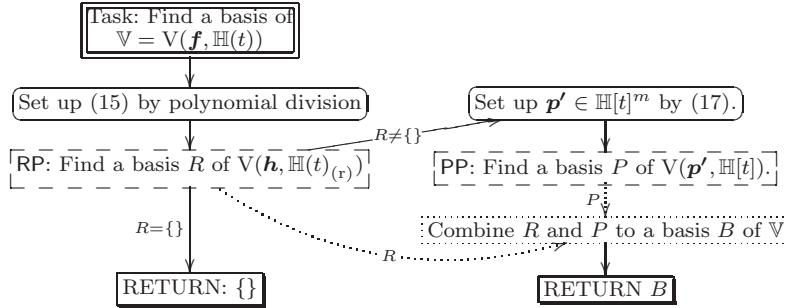 Task: Find a basis of
𝕍 = V(f, ℍ(t))
Set up (15) by polynomial division
Set up p′ ∈ ℍ[t]ᵐ by (17).
R≠{}
RP: Find a basis R of V(h, ℍ(t)₍ᵣ₎)
PP: Find a basis P of V(p′, ℍ[t]).
P
R={}
Combine R and P to a basis B of 𝕍
R
RETURN: {}
RETURN B